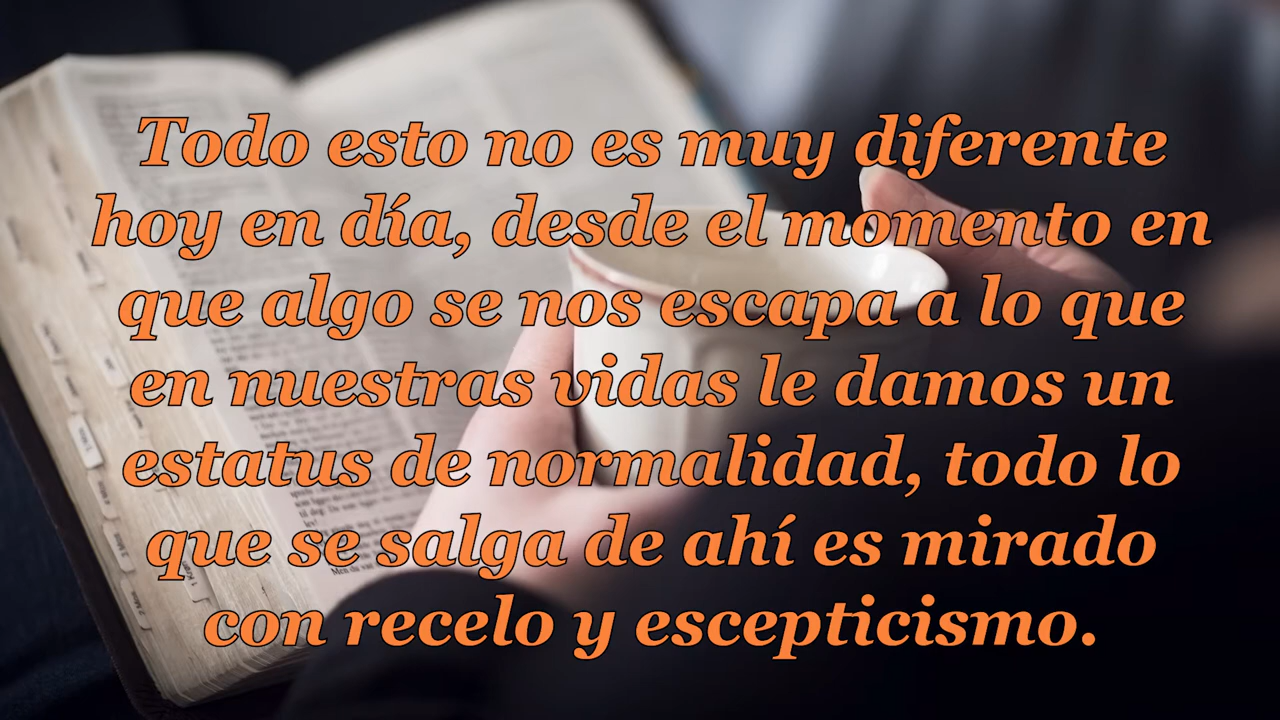 Todo esto no es muy diferente
hoy en día, desde el momento en
que algo se nos escapa a lo que
en nuestras vidas le damos un
estatus de normalidad, todo lo
que se salga de ahí es mirado
con recelo y escepticismo.